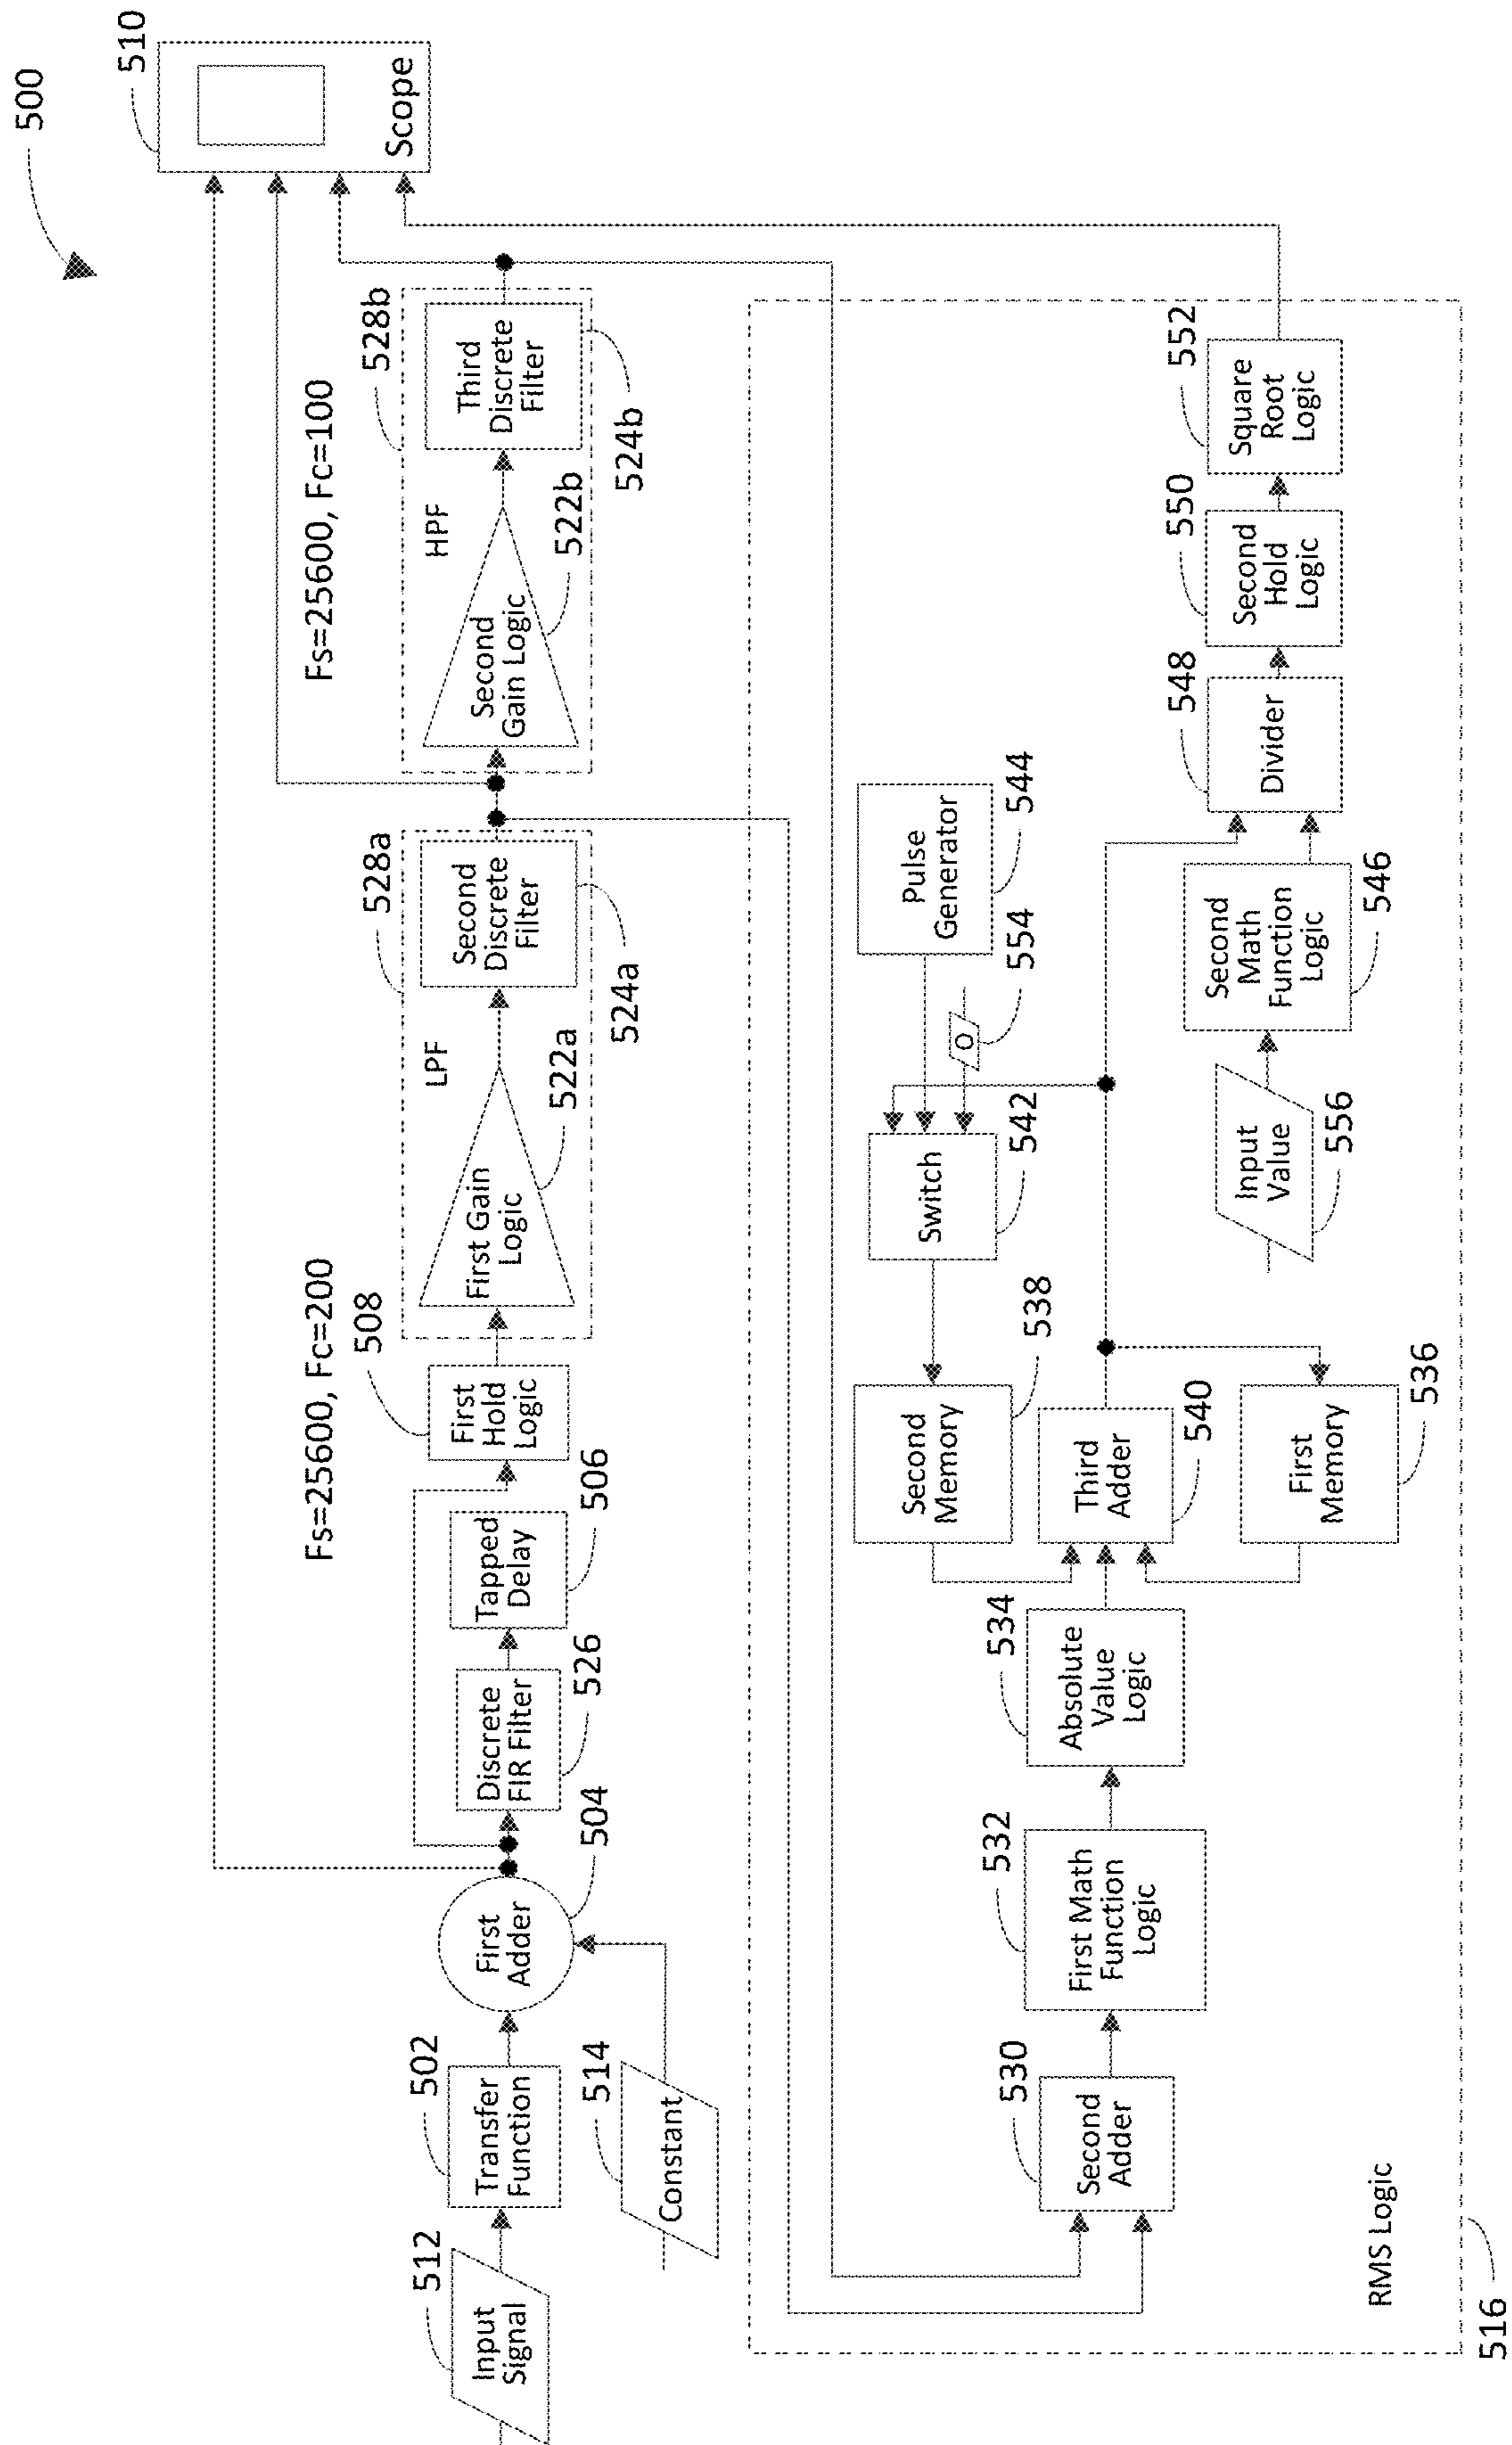 500
510
Scope
Fs=25600, Fc=200
Fs=25600, Fc=100
512
Input
Signal
502
Transfer
Function
514
Constant
First
Adder
504
Discrete
FIR Filter
526
Tapped
Delay
506
508
First
Hold
Logic
528a
LPF
First Gain
Logic
522a
Second
Discrete
Filter
524a
528b
HPF
Second
Gain Logic
522b
Third
Discrete
Filter
524b
530
Second
Adder
532
First Math
Function
Logic
534
Absolute
Value
Logic
Second
Memory
538
Third
Adder
540
First
Memory
536
Switch
542
Pulse
Generator
544
0
554
Input
Value
556
Second
Math
Function
Logic
546
548
Divider
550
Second
Hold
Logic
552
Square
Root
Logic
RMS Logic
516